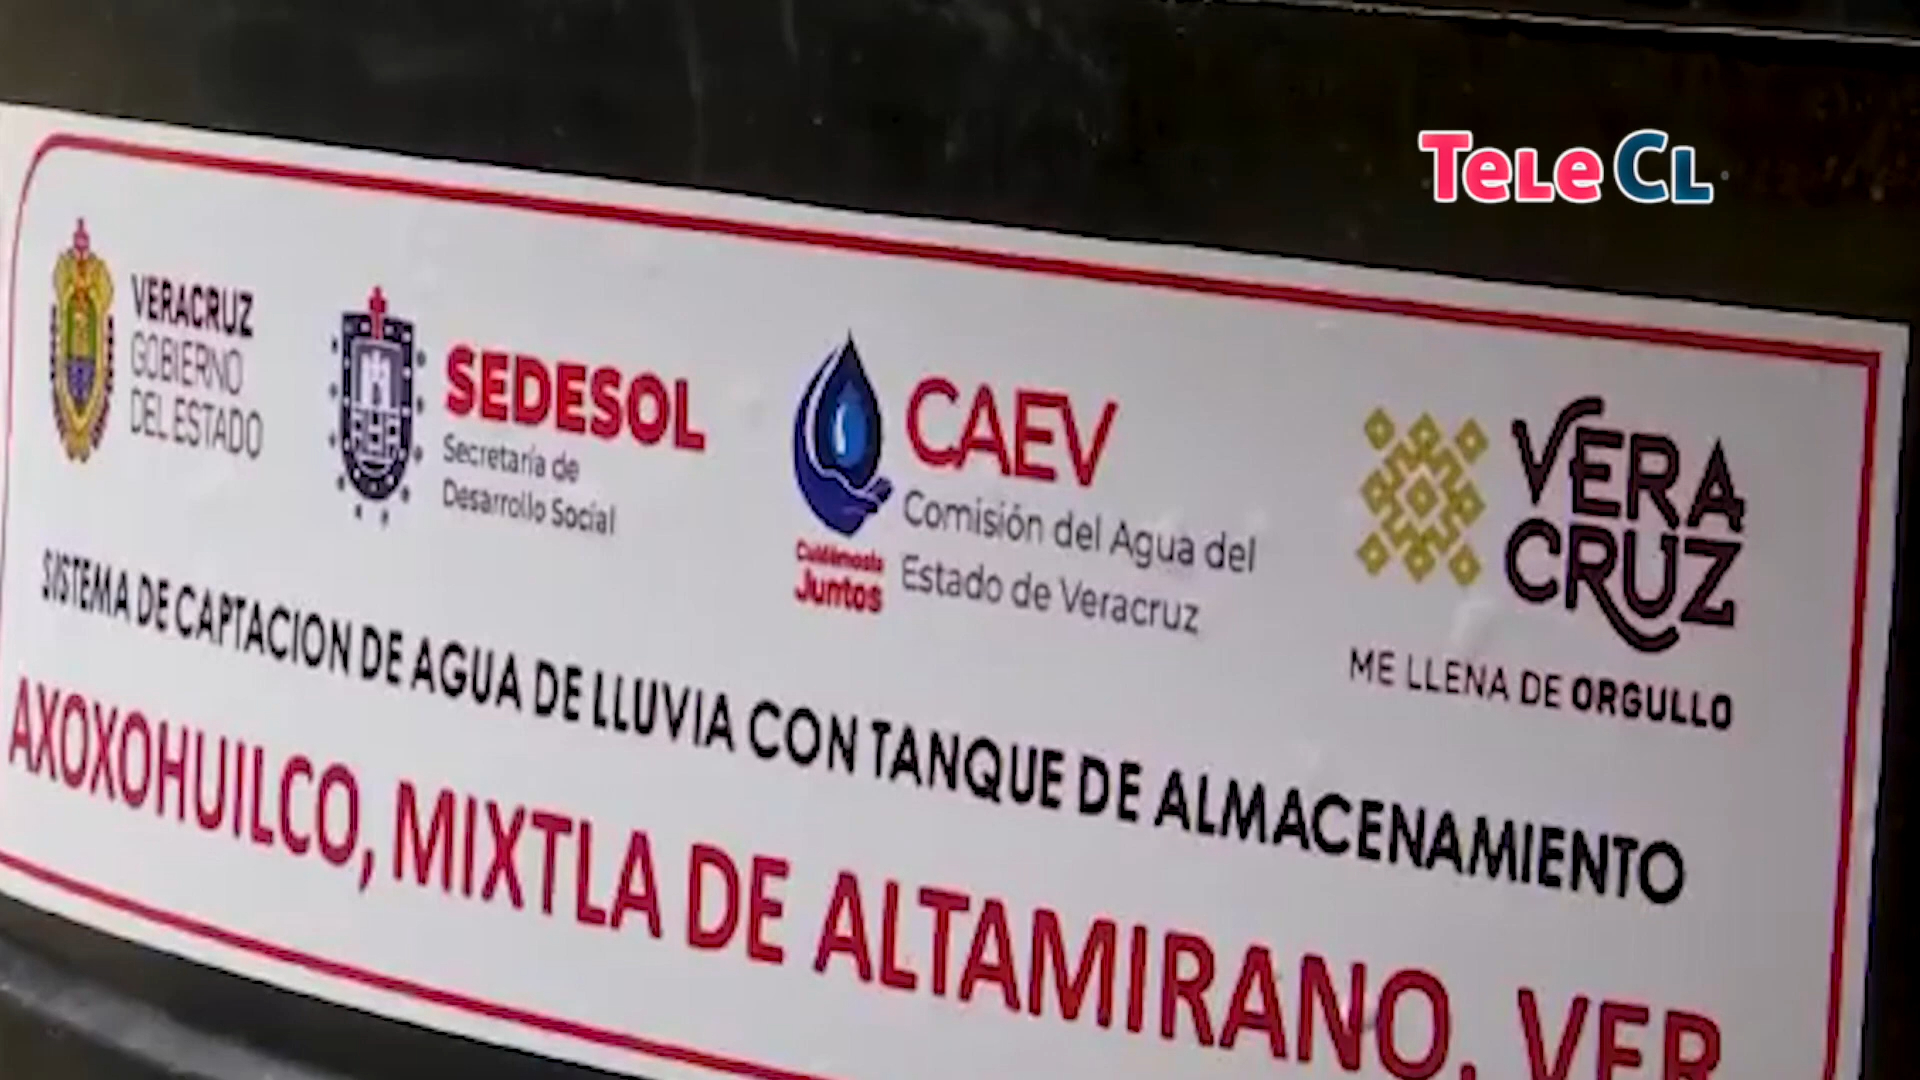 TELE CL
VERACRUZ
GOBIERNO
DEL ESTADO
SEDESOL
Secretaría de
Desarrollo Social
CAEV
Comisión del Agua del
Estado de Veracruz
Cuidémosla
Juntos
VERA
CRUZ
ME LLENA DE ORGULLO
SISTEMA DE CAPTACION DE AGUA DE LLUVIA CON TANQUE DE ALMACENAMIENTO
AXOXOHUILCO, MIXTLA DE ALTAMIRANO, VER